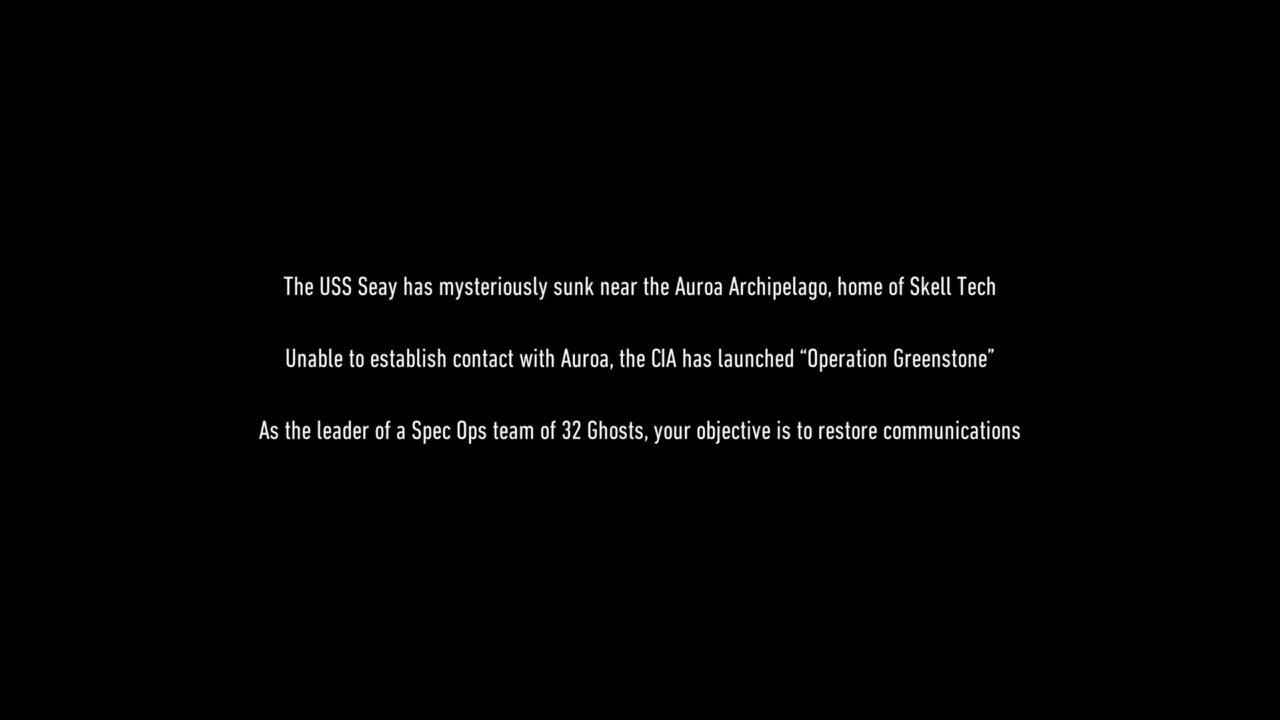 The USS Seay has mysteriously sunk near the Auroa Archipelago, home of Skell Tech
Unable to establish contact with Auroa, the CIA has launched “Operation Greenstone”
As the leader of a Spec Ops team of 32 Ghosts, your objective is to restore communications